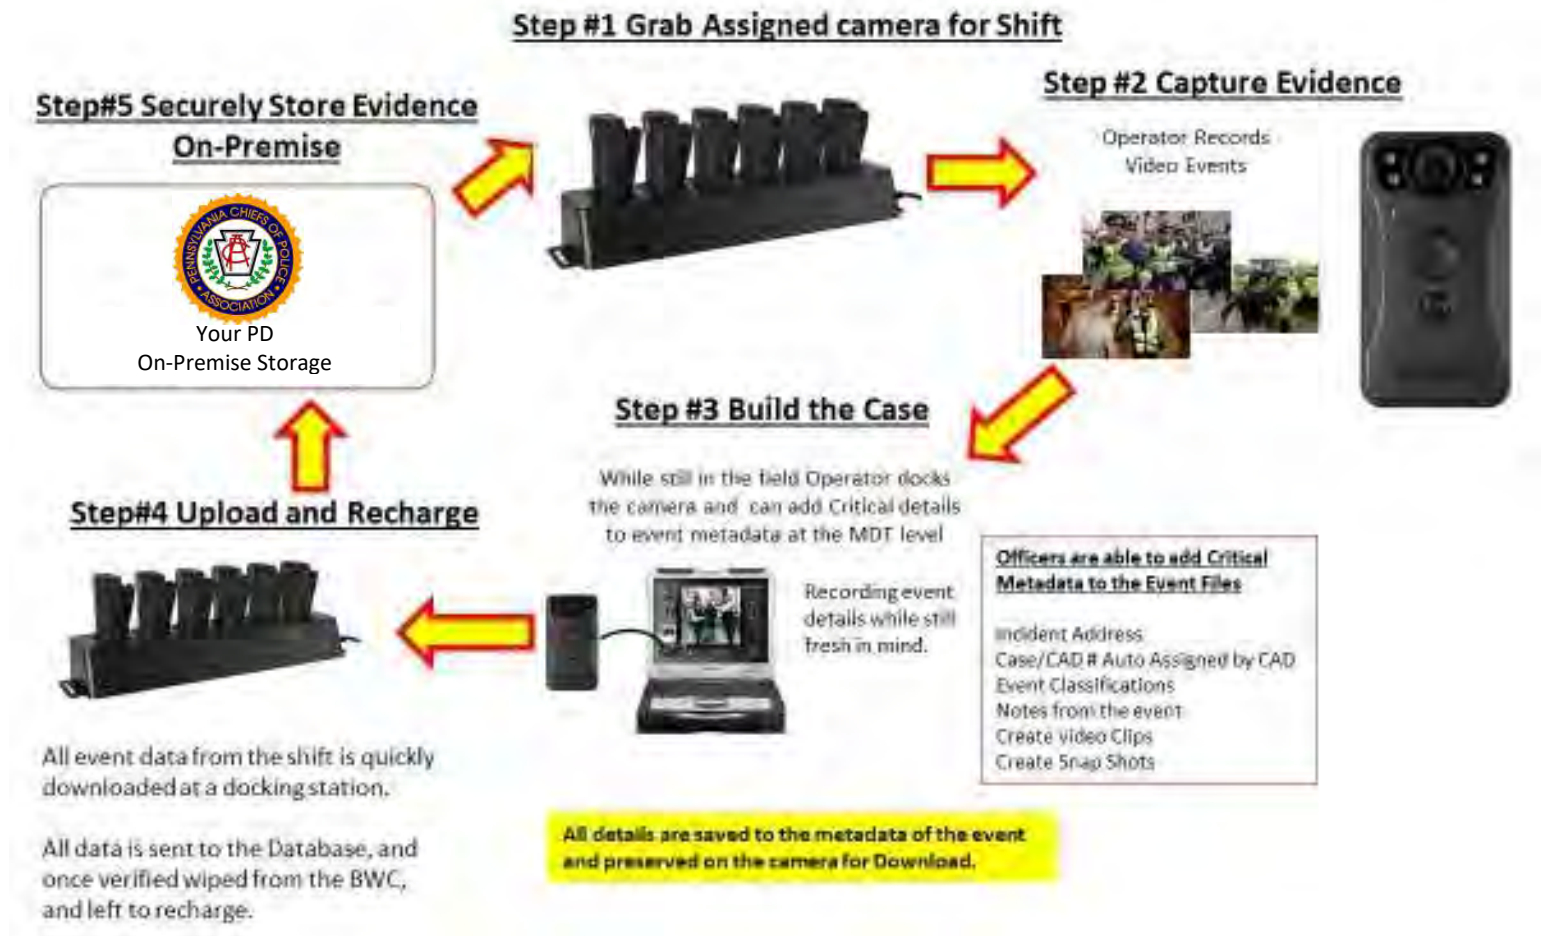 Step #1 Grab Assigned camera for Shift
Step #2 Capture Evidence
Operator Records
Video Events
Step #3 Build the Case
While still in the field Operator docks
the camera and can add Critical details
to event metadata at the MDT level
Recording event
details while still
fresh in mind.
Officers are able to add Critical
Metadata to the Event Files
Incident Address
Case/CAD # Auto Assigned by CAD
Event Classifications
Notes from the event
Create Video Clips
Create Snap Shots
All details are saved to the metadata of the event
and preserved on the camera for Download.
Step#4 Upload and Recharge
All event data from the shift is quickly
downloaded at a docking station.
All data is sent to the Database, and
once verified wiped from the BWC,
and left to recharge.
Step#5 Securely Store Evidence
On-Premise
PENNSYLVANIA CHIEFS OF POLICE
ASSOCIATION
Your PD
On-Premise Storage